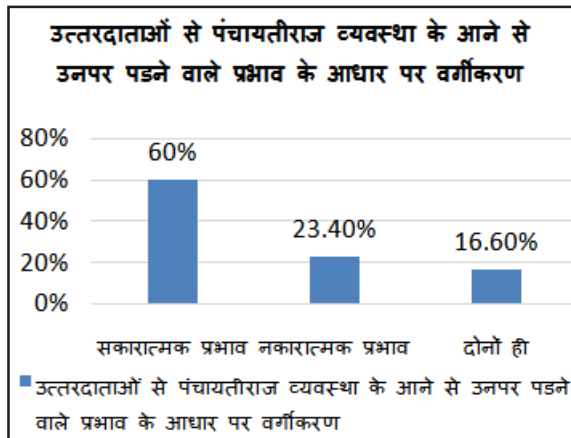 उत्तरदाताओं से पंचायतीराज व्यवस्था के आने से
उनपर पडने वाले प्रभाव के आधार पर वर्गीकरण
80%
60%
40%
20%
0%
60%
23.40%
16.60%
सकारात्मक प्रभाव नकारात्मक प्रभाव दोनों ही
उत्तरदाताओं से पंचायतीराज व्यवस्था के आने से उनपर पडने
वाले प्रभाव के आधार पर वर्गीकरण